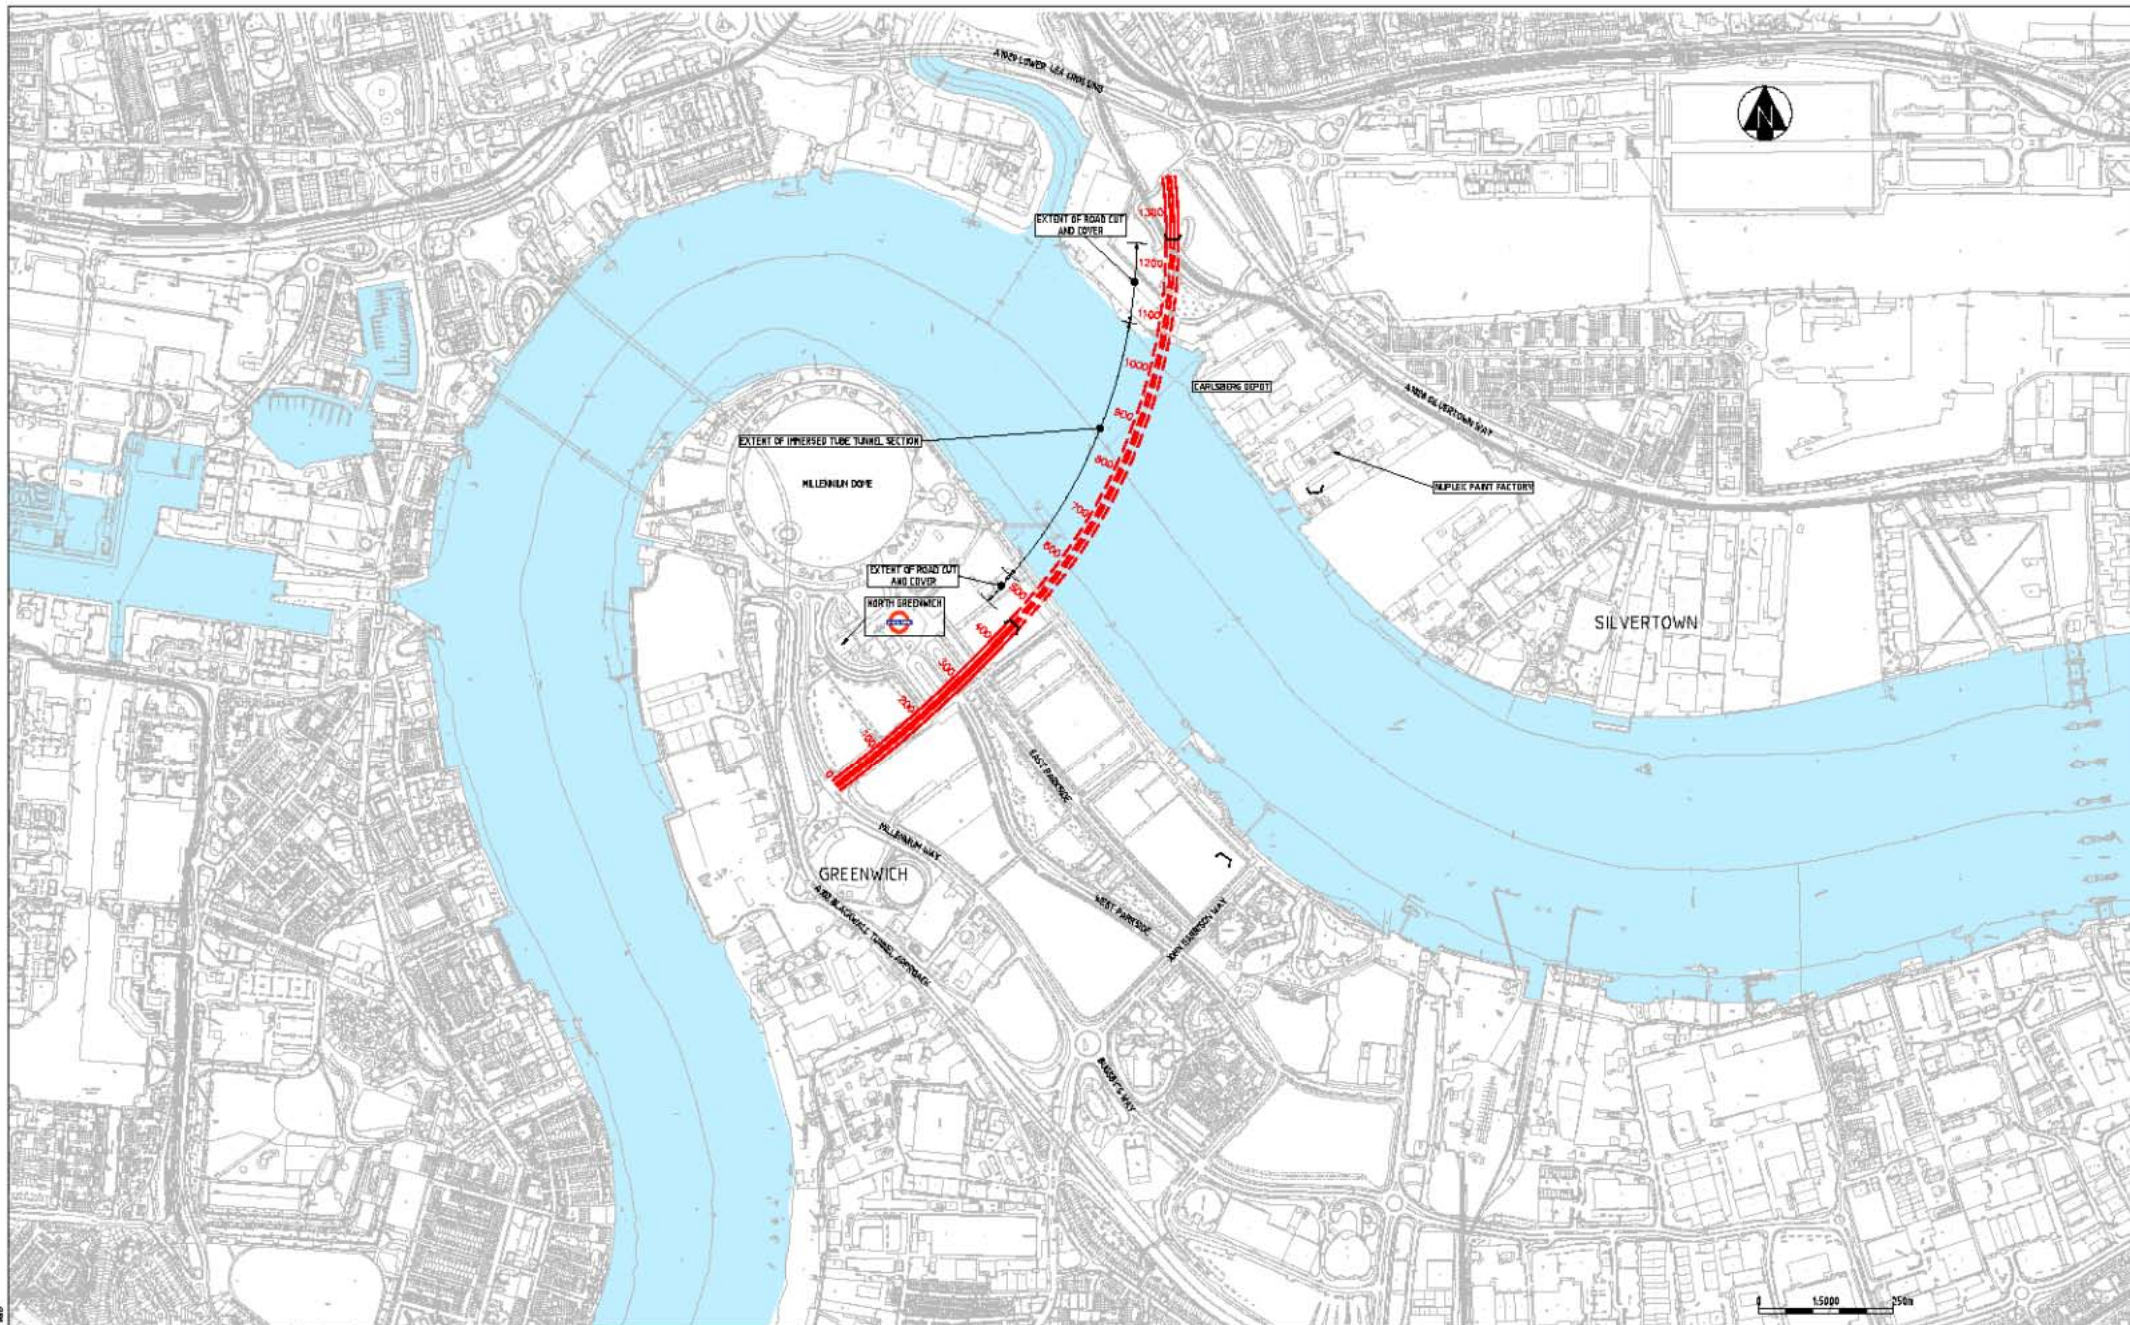 A1020 LOWER LEA CROSSING
N
1300
EXTENT OF ROAD CUT
AND COVER
1200
1100
1000
CARLSBERG DEPOT
A1020 SILVERTOWN WAY
900
EXTENT OF IMMERSED TUBE TUNNEL SECTION
800
MILLENNIUM DOME
NUPLEX PAINT FACTORY
700
600
EXTENT OF ROAD CUT
AND COVER
500
NORTH GREENWICH
400
SILVERTOWN
300
200
100
0
EAST PARKSIDE
MILLENNIUM WAY
GREENWICH
A102 BLACKWALL TUNNEL APPROACH
WEST PARKSIDE
JOHN HARRISON WAY
BUGSBY'S WAY
0 1:5000 250m